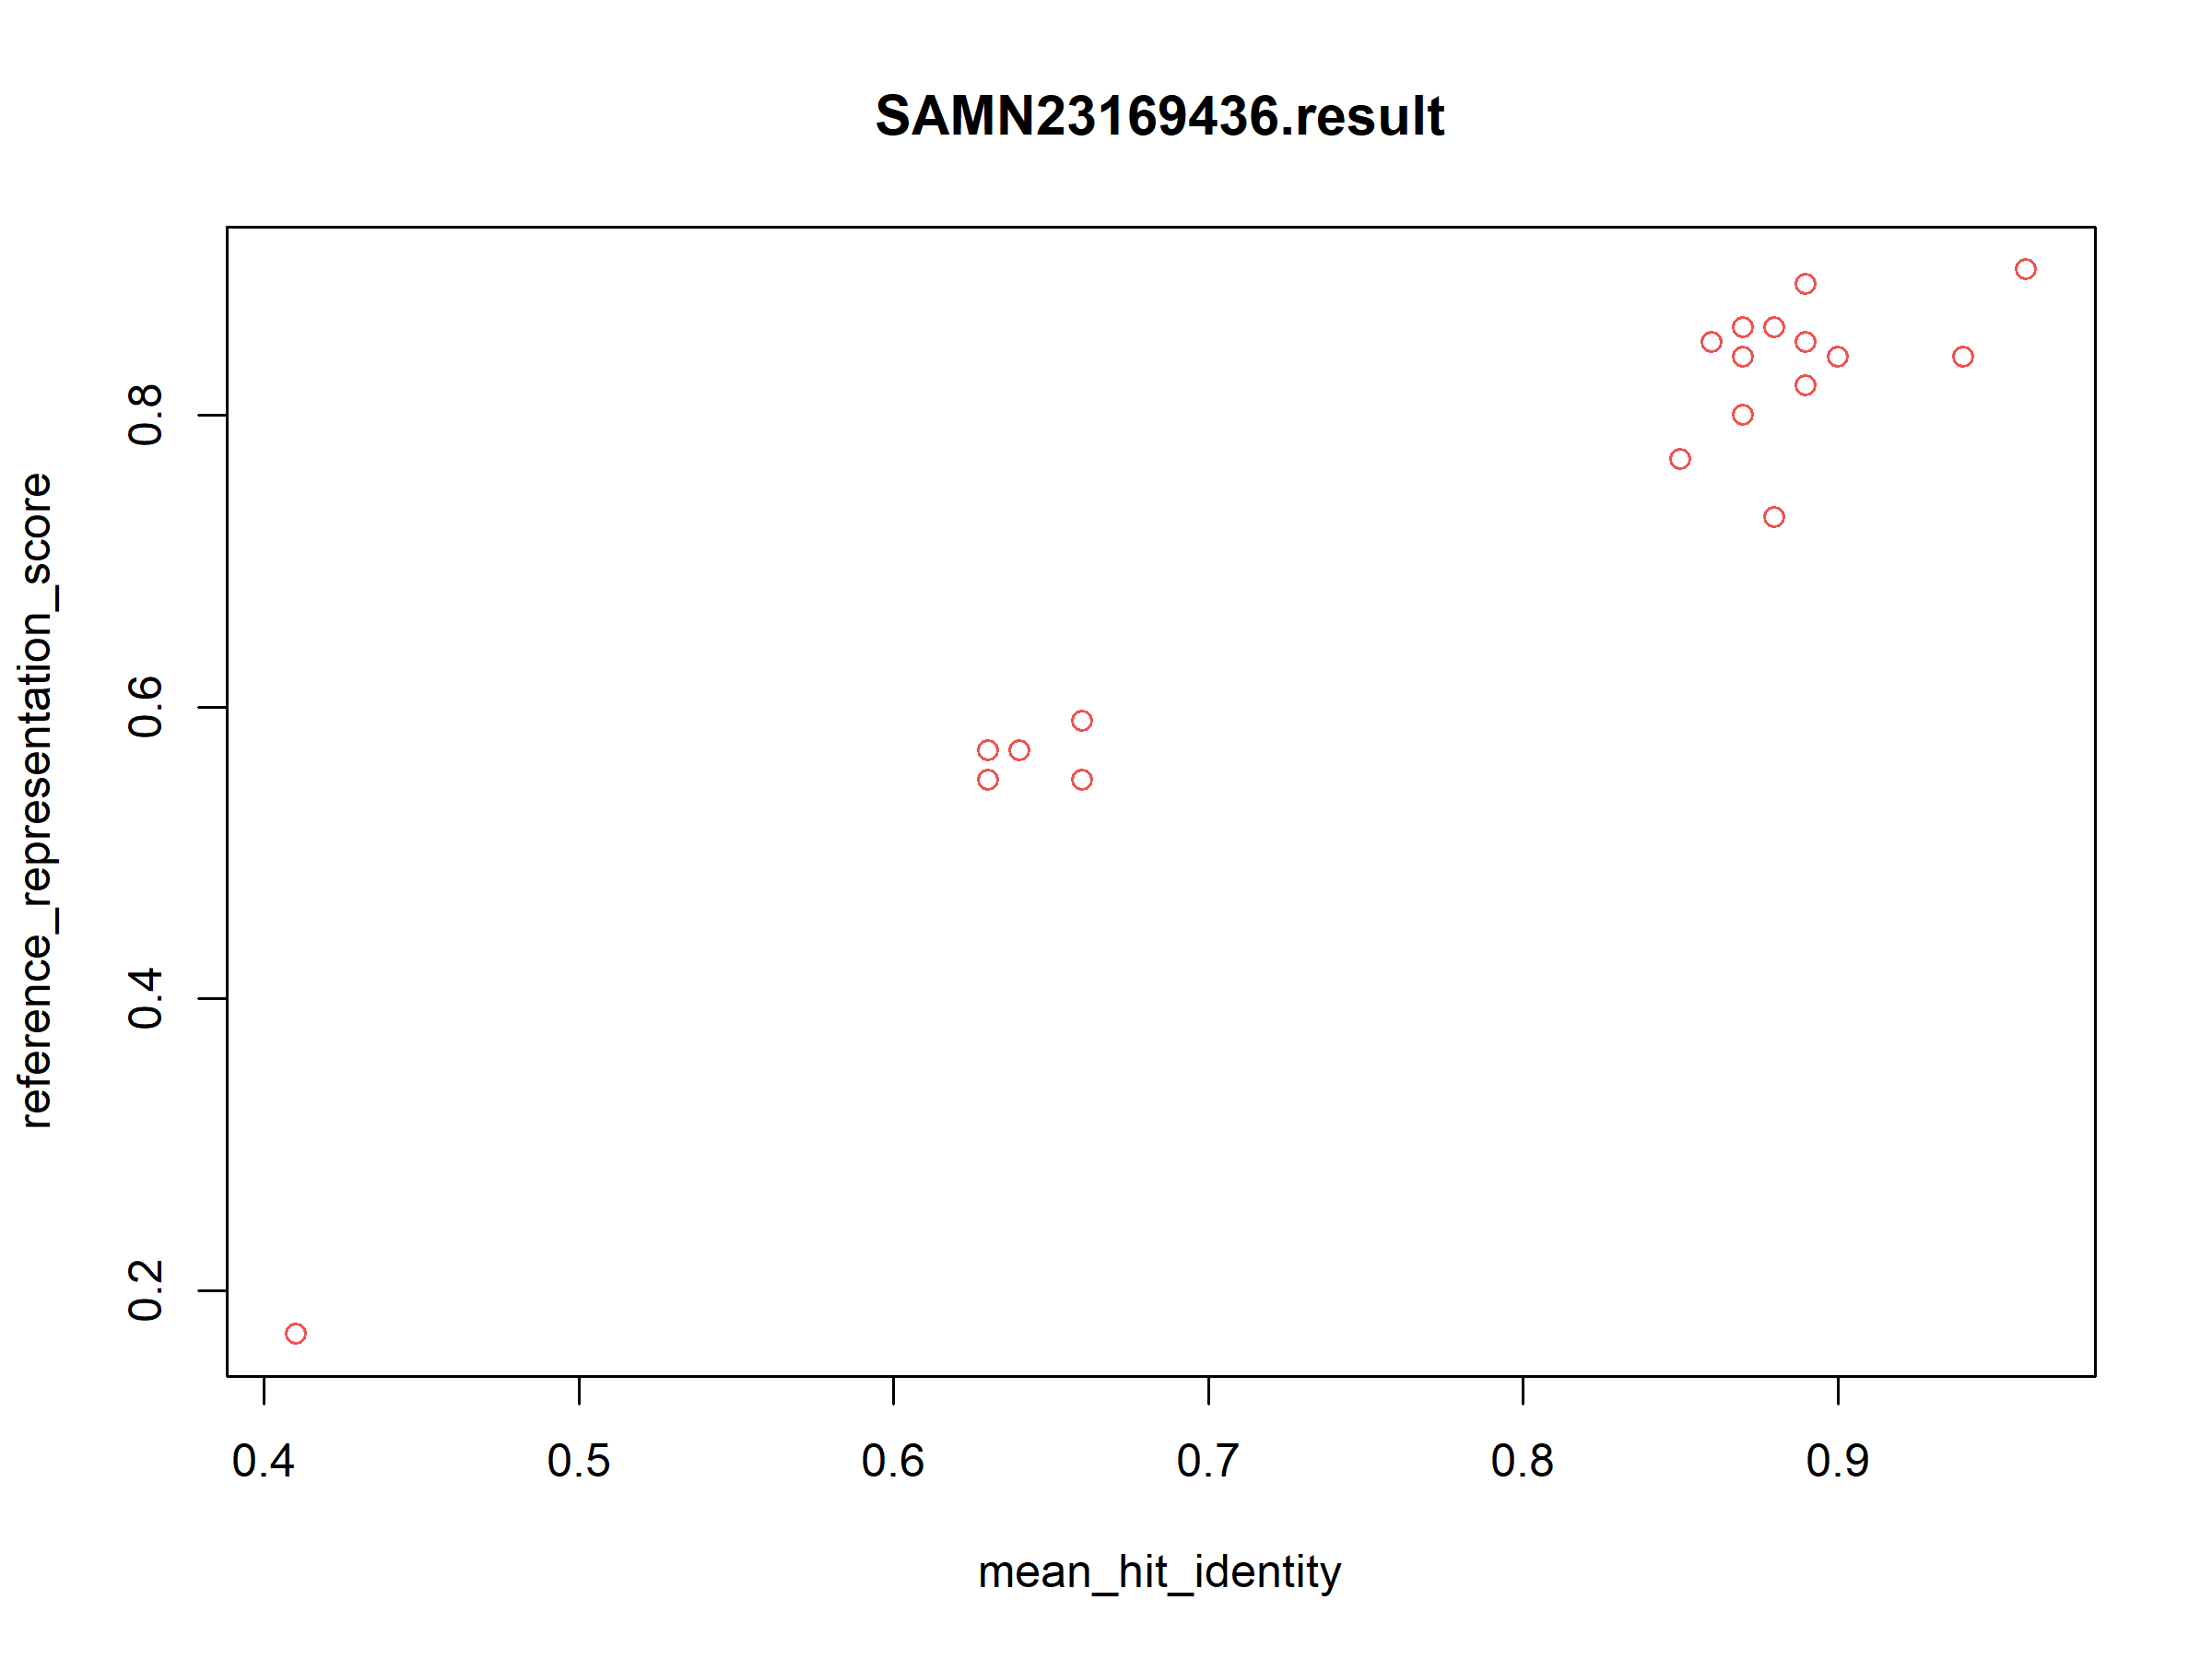 SAMN23169436.result
reference_representation_score
0.8
0.6
0.4
0.2
0.4 0.5 0.6 0.7 0.8 0.9
mean_hit_identity